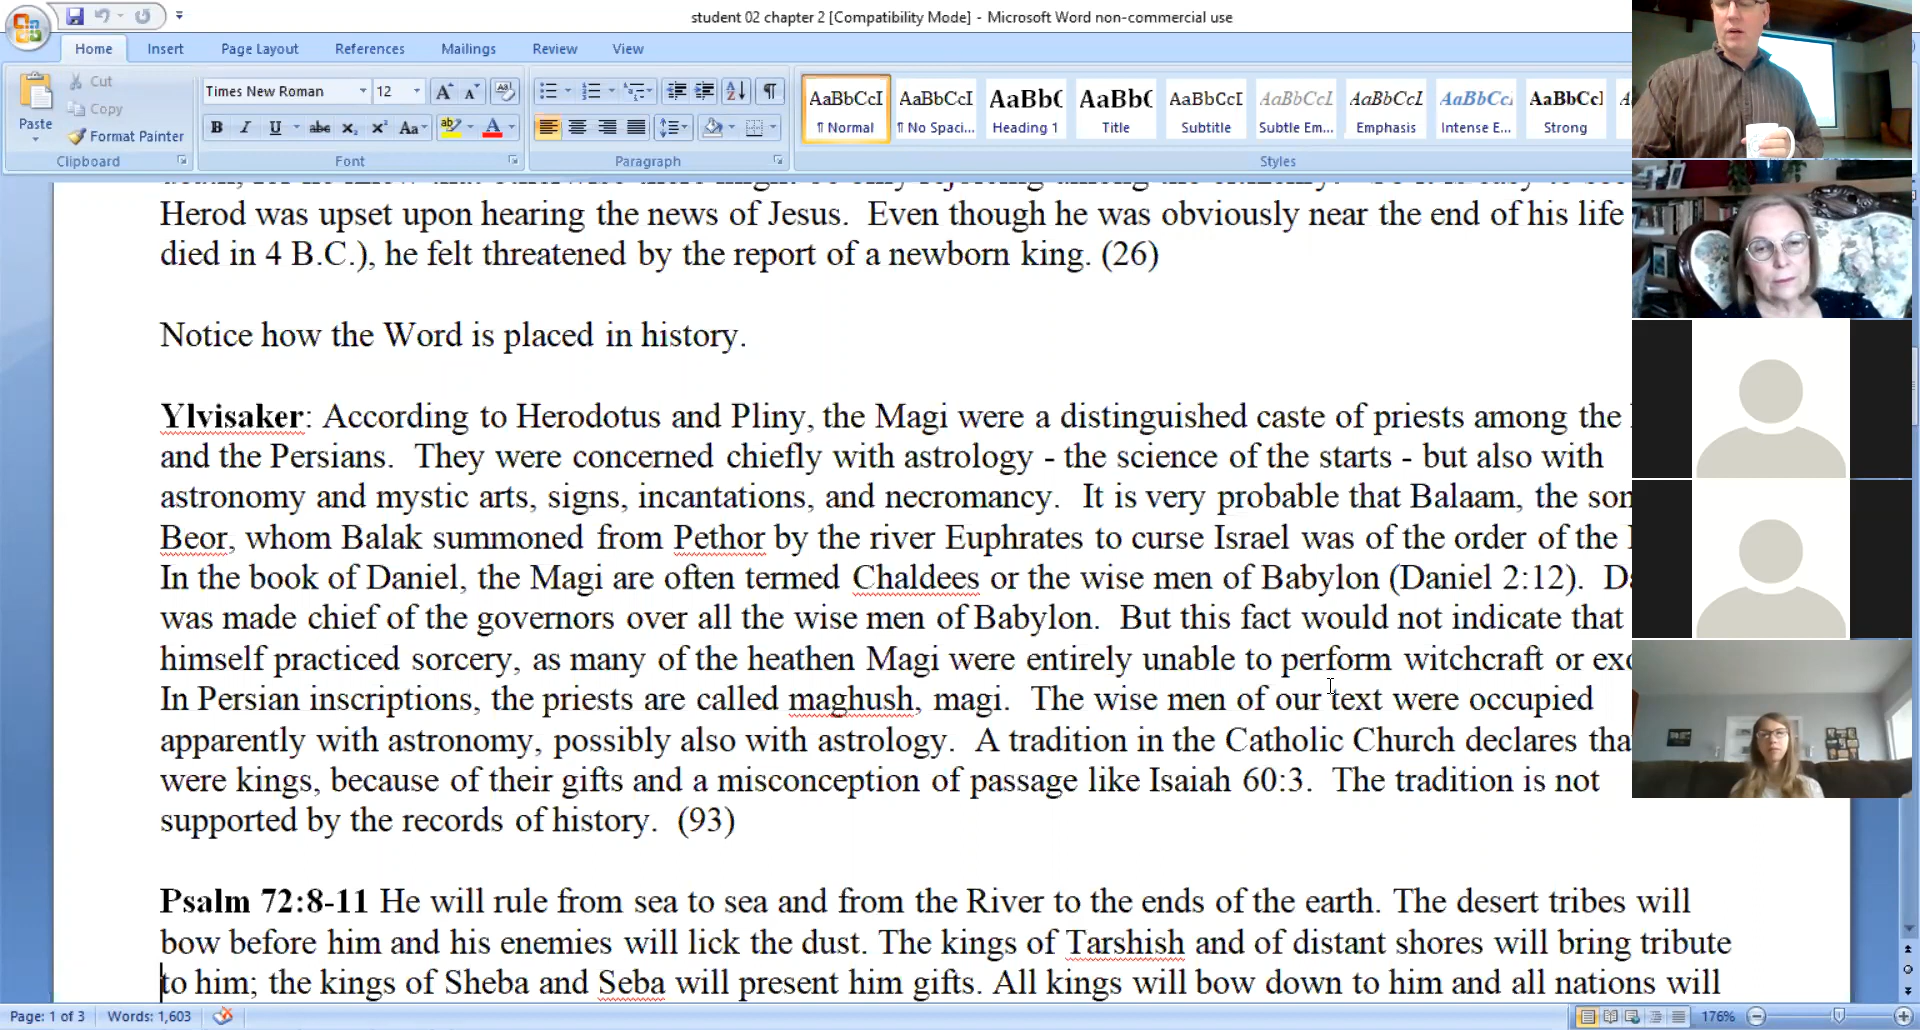 student 02 chapter 2 [Compatibility Mode] - Microsoft Word non-commercial use
Home Insert Page Layout References Mailings Review View
Paste
Cut
Copy
Format Painter
Clipboard
Times New Roman 12
Font
Paragraph
AaBbCcI AaBbCcI AaBbC AaBbC AaBbCcI AaBbCcI AaBbCcI AaBbCcI AaBbCcI
¶ Normal ¶ No Spaci... Heading 1 Title Subtitle Subtle Em... Emphasis Intense E... Strong
Styles
Herod was upset upon hearing the news of Jesus. Even though he was obviously near the end of his life
died in 4 B.C.), he felt threatened by the report of a newborn king. (26)
Notice how the Word is placed in history.
Ylvisaker: According to Herodotus and Pliny, the Magi were a distinguished caste of priests among the
and the Persians. They were concerned chiefly with astrology - the science of the starts - but also with
astronomy and mystic arts, signs, incantations, and necromancy. It is very probable that Balaam, the son
Beor, whom Balak summoned from Pethor by the river Euphrates to curse Israel was of the order of the
In the book of Daniel, the Magi are often termed Chaldees or the wise men of Babylon (Daniel 2:12).
was made chief of the governors over all the wise men of Babylon. But this fact would not indicate that
himself practiced sorcery, as many of the heathen Magi were entirely unable to perform witchcraft or
In Persian inscriptions, the priests are called maghush, magi. The wise men of our text were occupied
apparently with astronomy, possibly also with astrology. A tradition in the Catholic Church declares
were kings, because of their gifts and a misconception of passage like Isaiah 60:3. The tradition is not
supported by the records of history. (93)
Psalm 72:8-11 He will rule from sea to sea and from the River to the ends of the earth. The desert tribes will
bow before him and his enemies will lick the dust. The kings of Tarshish and of distant shores will bring tribute
to him; the kings of Sheba and Seba will present him gifts. All kings will bow down to him and all nations will
Page: 1 of 3 Words: 1,603 176%